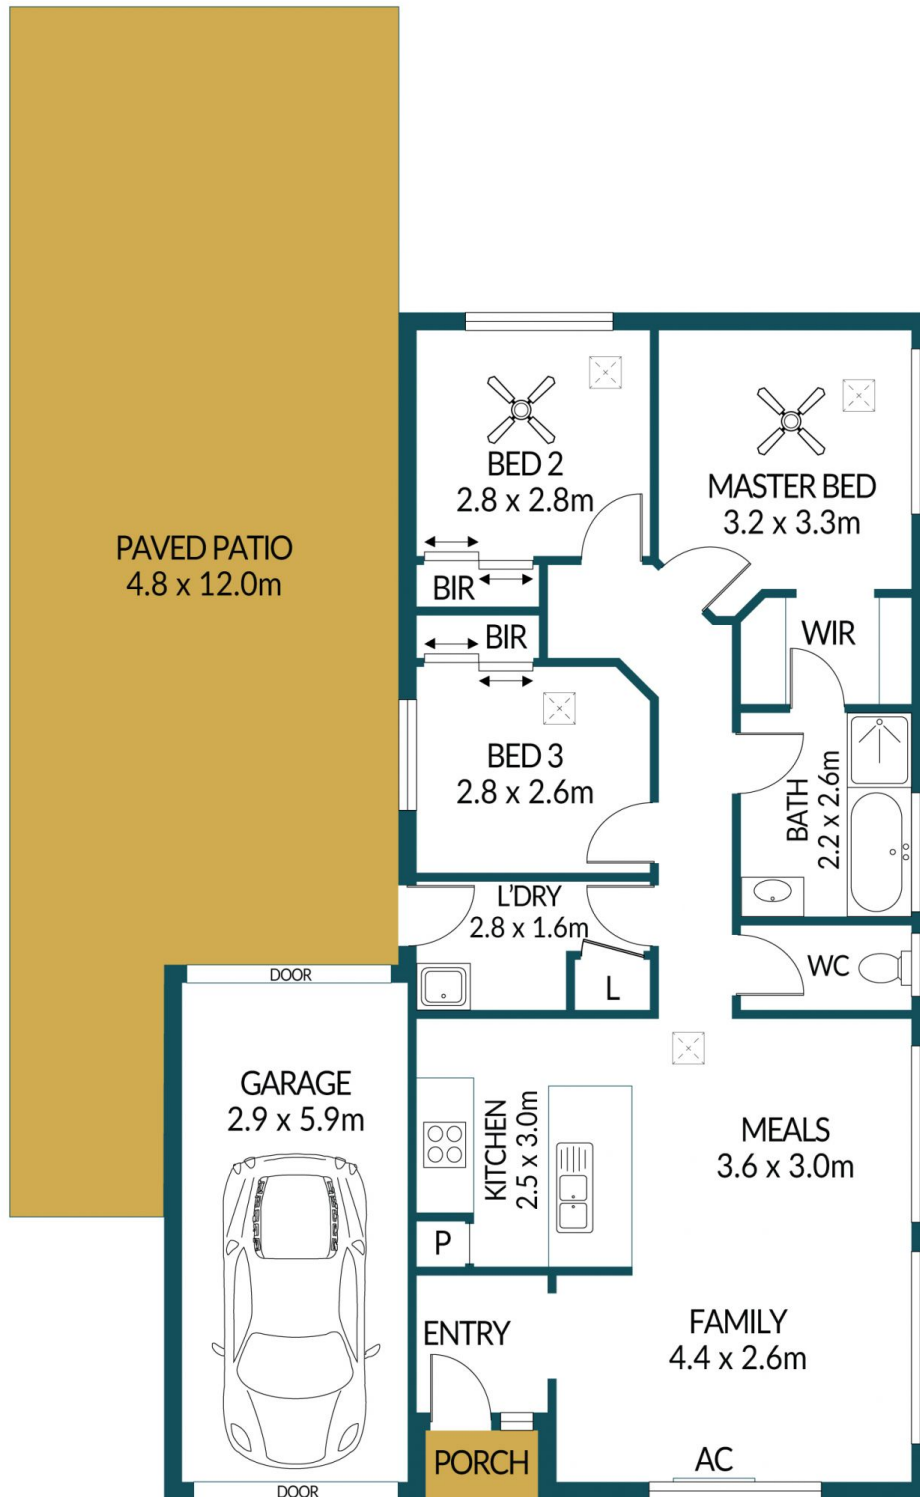 BED 2
2.8 x 2.8m
MASTER BED
3.2 x 3.3m
PAVED PATIO
4.8 x 12.0m
BIR
BIR
WIR
BED 3
2.8 x 2.6m
BATH
2.2 x 2.6m
L'DRY
2.8 x 1.6m
WC
L
DOOR
GARAGE
2.9 x 5.9m
KITCHEN
2.5 x 3.0m
MEALS
3.6 x 3.0m
P
ENTRY
FAMILY
4.4 x 2.6m
PORCH
AC
DOOR